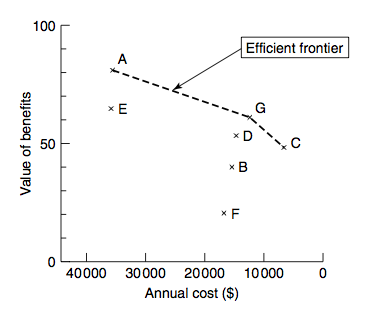 100
A
Efficient frontier
E
G
D
C
50
B
F
0
Value of benefits
40000 30000 20000 10000 0
Annual cost ($)